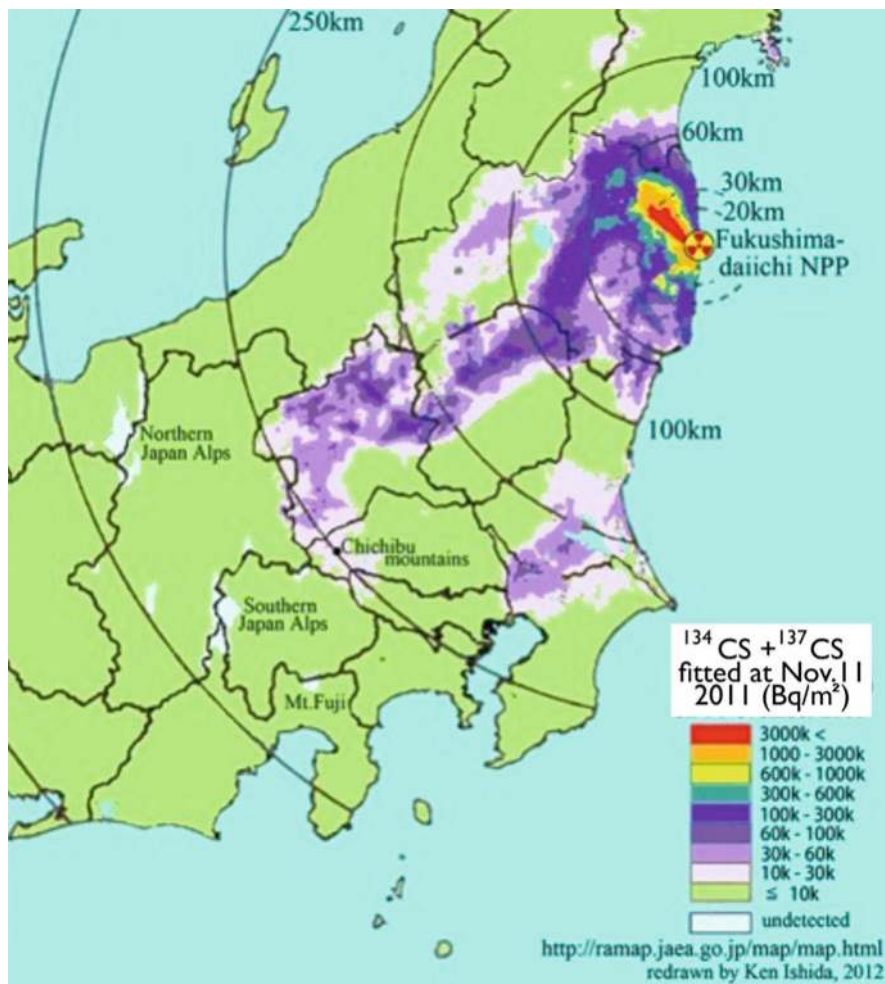 250km
100km
60km
30km
20km
Fukushima-
daiichi NPP
100km
Northern
Japan Alps
Chichibu
mountains
Southern
Japan Alps
Mt.Fuji
¹³⁴CS +¹³⁷CS
fitted at Nov.11
2011 (Bq/m²)
3000k <
1000 - 3000k
600k - 1000k
300k - 600k
100k - 300k
60k - 100k
30k - 60k
10k - 30k
≦ 10k
undetected
http://ramap.jaea.go.jp/map/map.html
redrawn by Ken Ishida, 2012